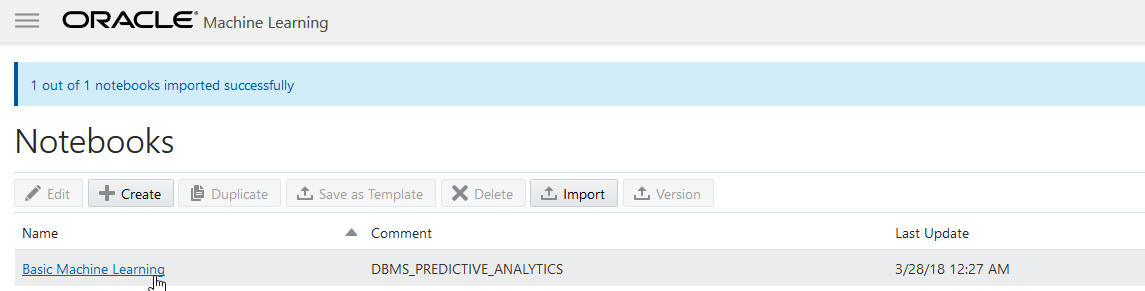 ORACLE® Machine Learning
1 out of 1 notebooks imported successfully
Notebooks
Edit Create Duplicate Save as Template Delete Import Version
Name Comment Last Update
Basic Machine Learning DBMS_PREDICTIVE_ANALYTICS 3/28/18 12:27 AM